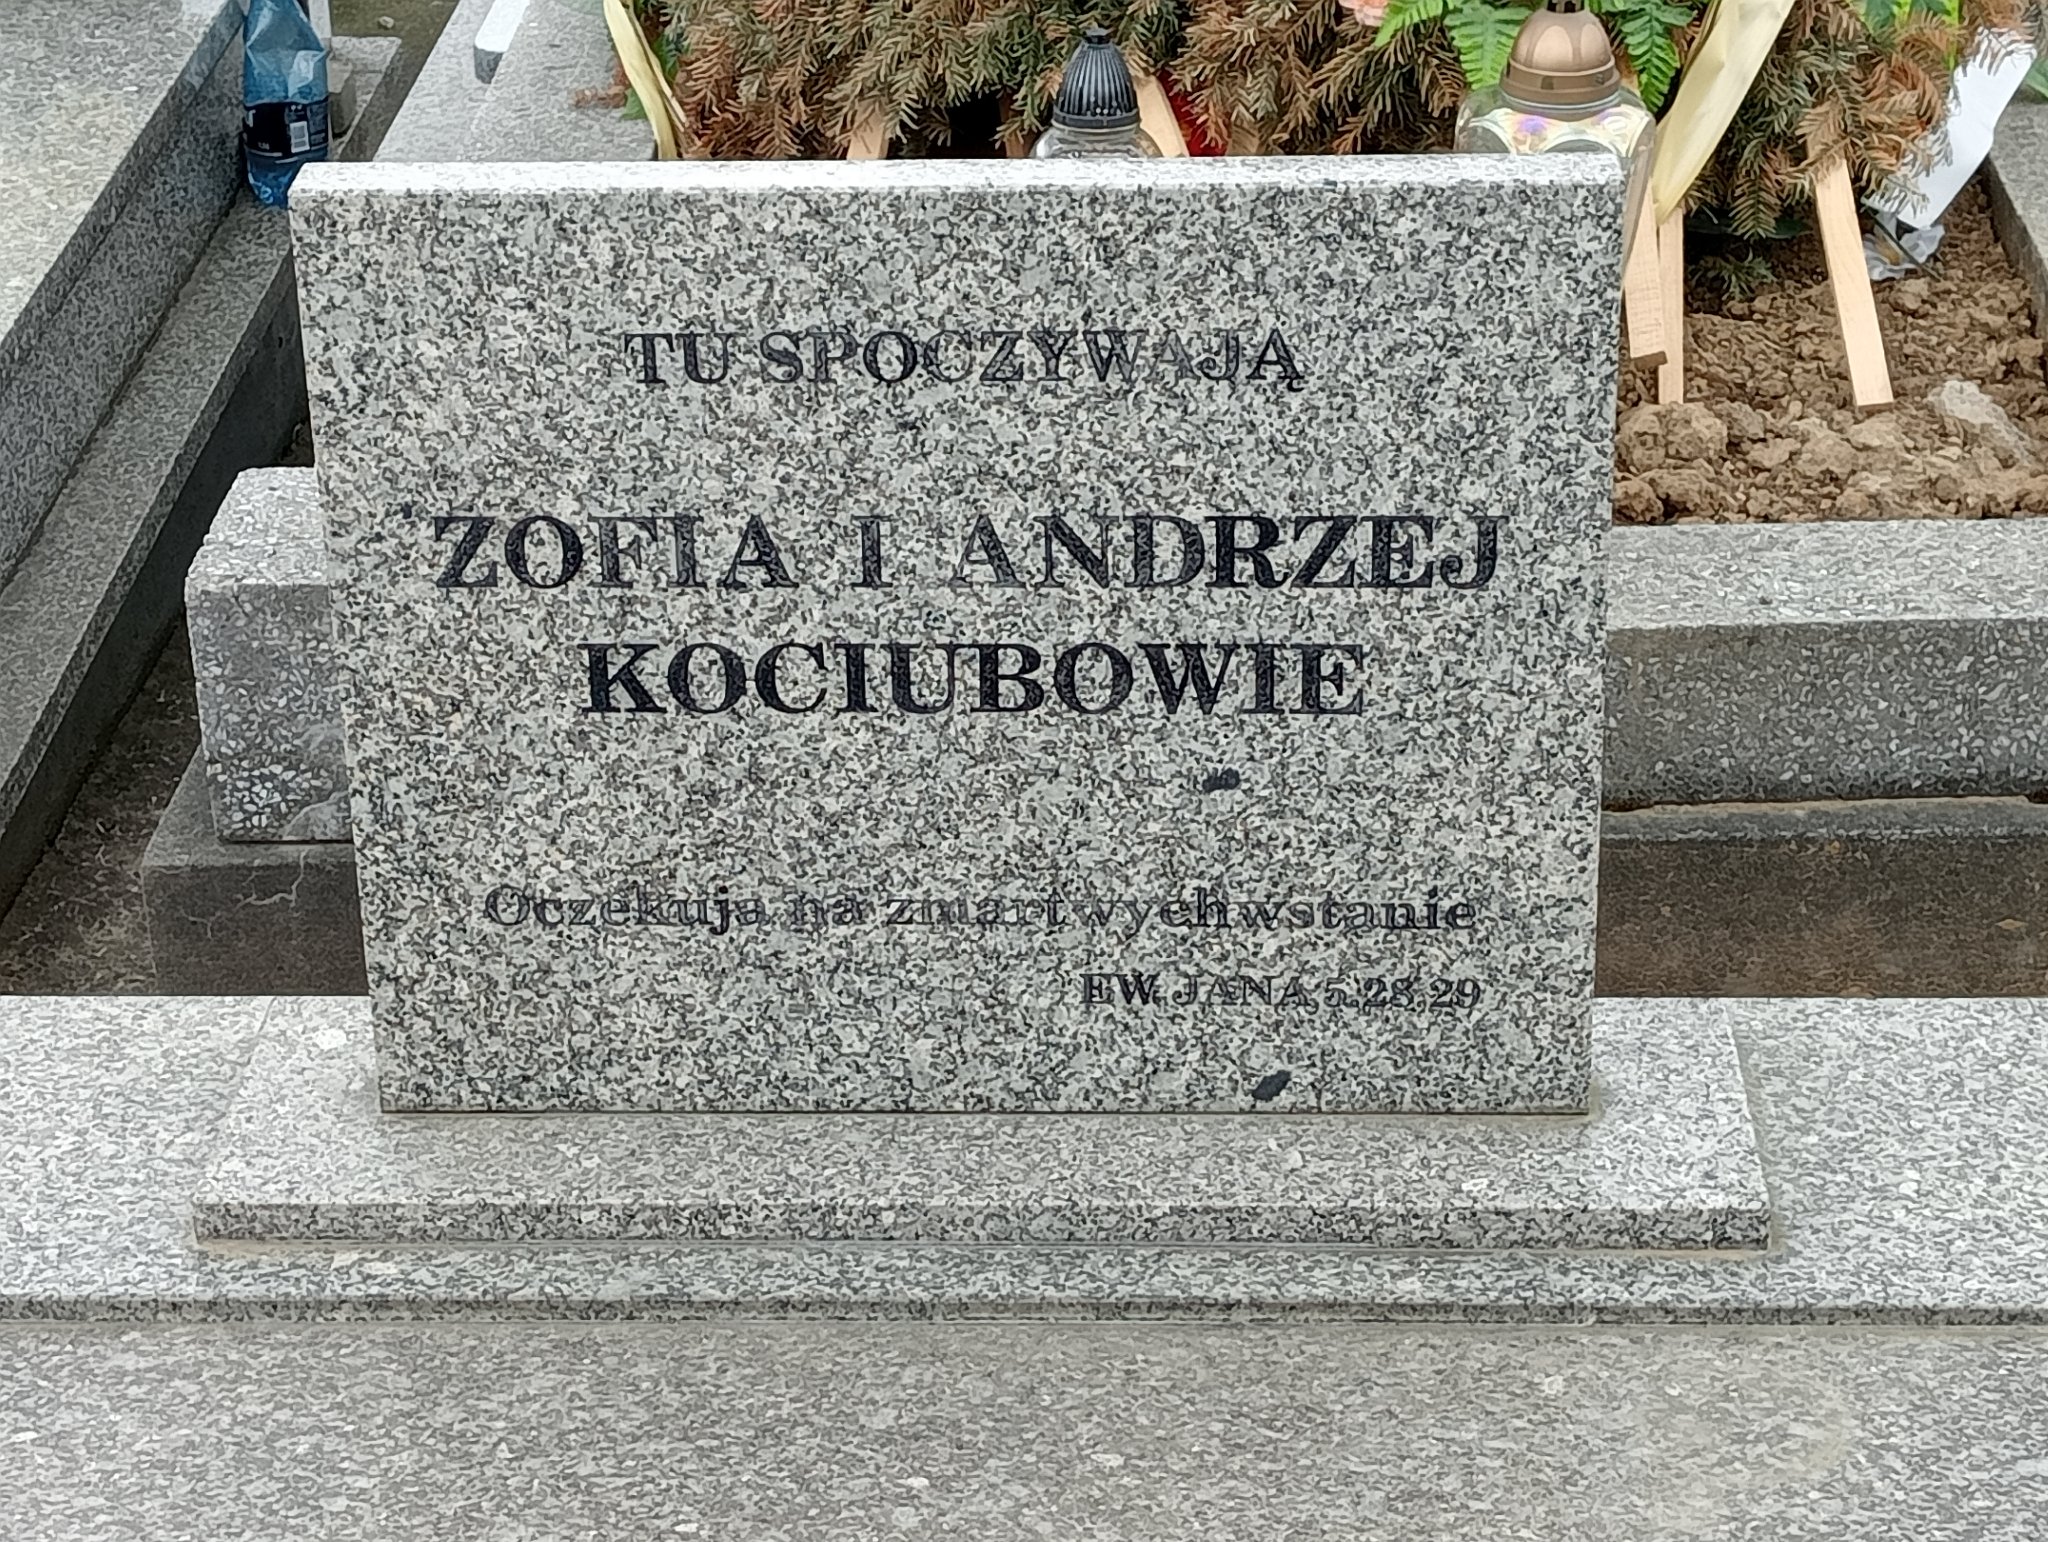 TU SPOCZYWAJĄ
ZOFIA I ANDRZEJ
KOCIUBOWIE
Oczekują na zmartwychwstanie
EW. JANA 5,28,29